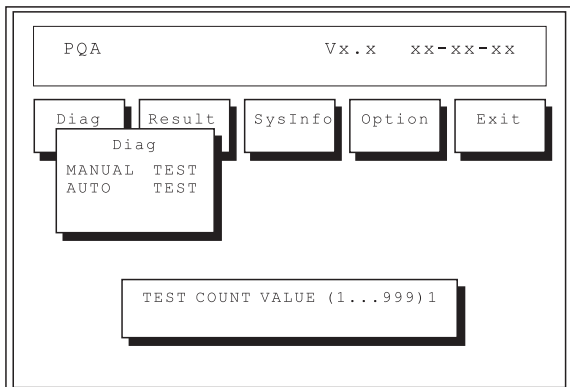 PQA Vx.x xx-xx-xx
Diag Result SysInfo Option Exit
Diag
MANUAL TEST
AUTO TEST
TEST COUNT VALUE (1...999)1